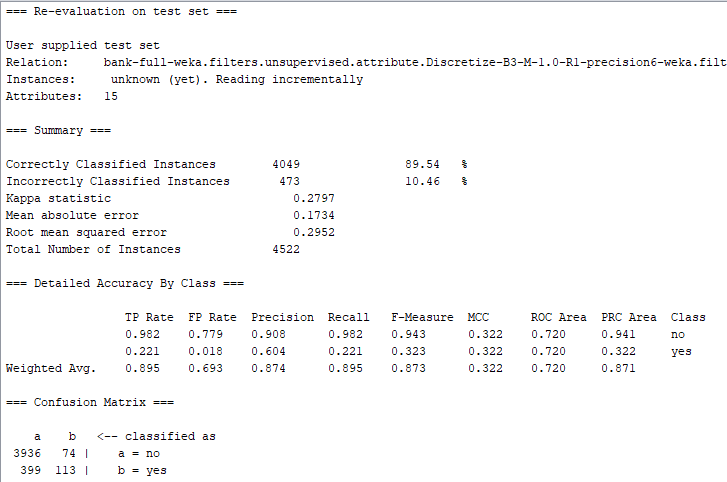 === Re-evaluation on test set ===
User supplied test set
Relation:     bank-full-weka.filters.unsupervised.attribute.Discretize-B3-M-1.0-R1-precision6-weka.filt
Instances:     unknown (yet). Reading incrementally
Attributes:   15
=== Summary ===
Correctly Classified Instances        4049               89.54   %
Incorrectly Classified Instances       473               10.46   %
Kappa statistic                          0.2797
Mean absolute error                      0.1734
Root mean squared error                  0.2952
Total Number of Instances             4522
=== Detailed Accuracy By Class ===
                 TP Rate  FP Rate  Precision  Recall   F-Measure  MCC      ROC Area  PRC Area  Class
                 0.982    0.779    0.908      0.982    0.943      0.322    0.720     0.941     no
                 0.221    0.018    0.604      0.221    0.323      0.322    0.720     0.322     yes
Weighted Avg.    0.895    0.693    0.874      0.895    0.873      0.322    0.720     0.871
=== Confusion Matrix ===
    a    b   <-- classified as
 3936   74 |    a = no
  399  113 |    b = yes